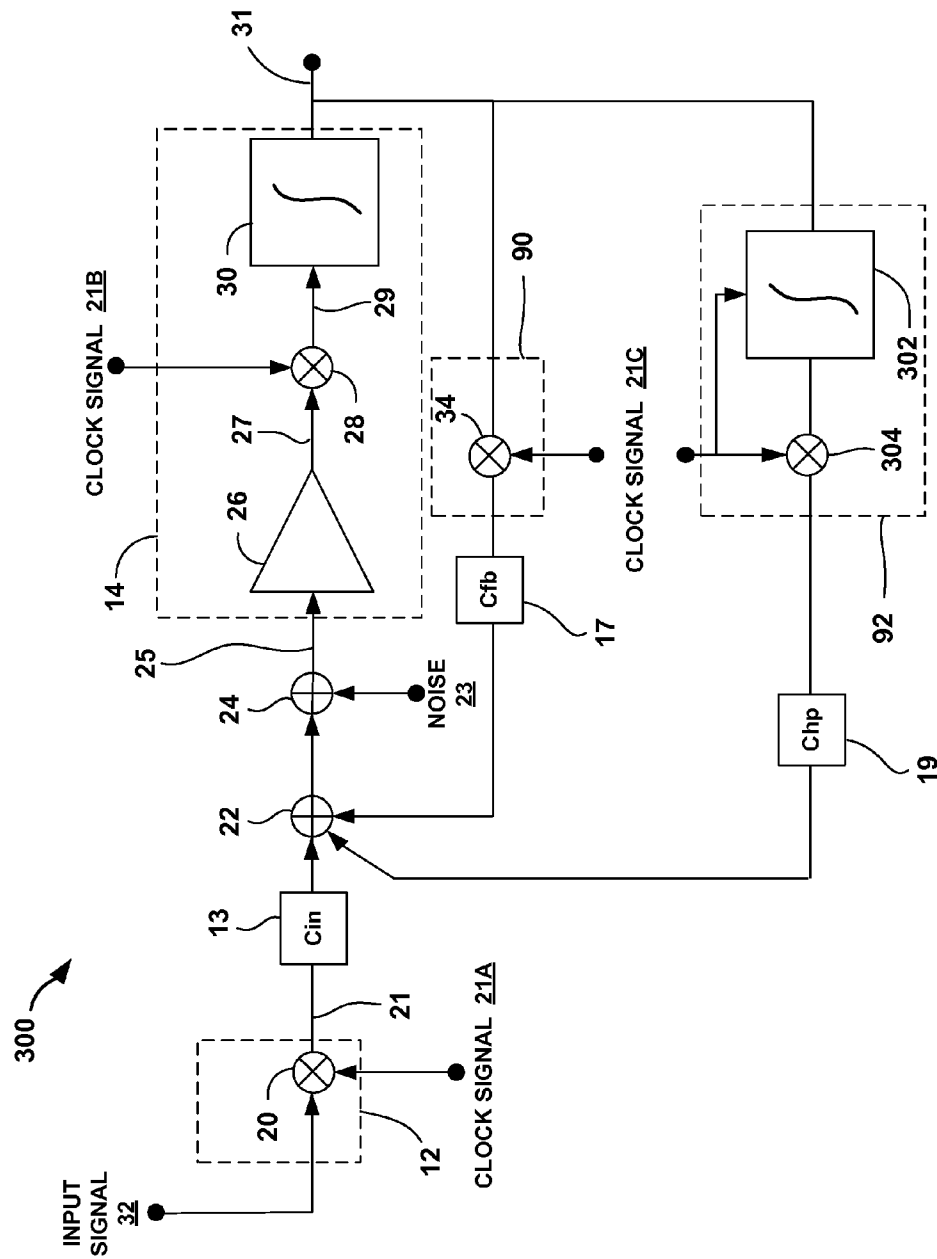 300
INPUT
SIGNAL
32
20
12
CLOCK SIGNAL 21A
21
13
Cin
22
24
NOISE
23
25
14
26
27
CLOCK SIGNAL 21B
28
29
30
31
Cfb
17
34
90
CLOCK SIGNAL 21C
304
302
92
Chp
19